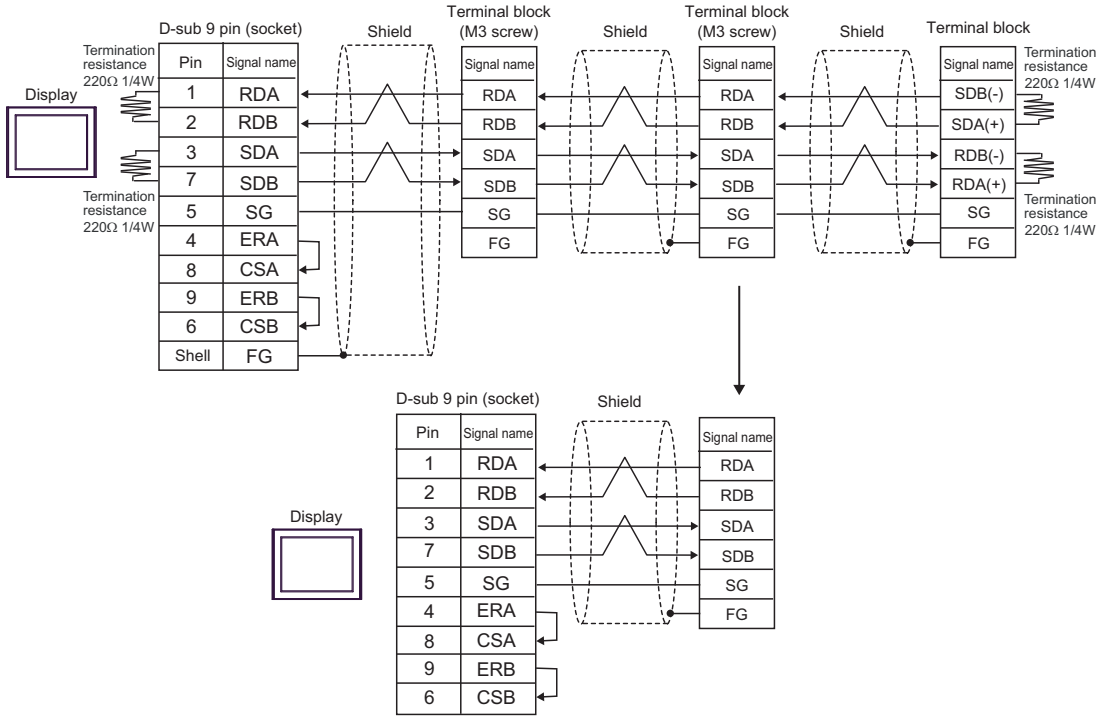 Terminal block
(M3 screw)
Terminal block
(M3 screw)
Terminal block
D-sub 9 pin (socket)
Shield
Shield
Shield
Termination
resistance
220Ω 1/4W
Display
Termination
resistance
220Ω 1/4W
Pin Signal name
1 RDA
2 RDB
3 SDA
7 SDB
5 SG
4 ERA
8 CSA
9 ERB
6 CSB
Shell FG
Signal name
RDA
RDB
SDA
SDB
SG
FG
Signal name
RDA
RDB
SDA
SDB
SG
FG
Signal name
SDB(-)
SDA(+)
RDB(-)
RDA(+)
SG
FG
Termination
resistance
220Ω 1/4W
Termination
resistance
220Ω 1/4W
D-sub 9 pin (socket)
Shield
Display
Pin Signal name
1 RDA
2 RDB
3 SDA
7 SDB
5 SG
4 ERA
8 CSA
9 ERB
6 CSB
Signal name
RDA
RDB
SDA
SDB
SG
FG